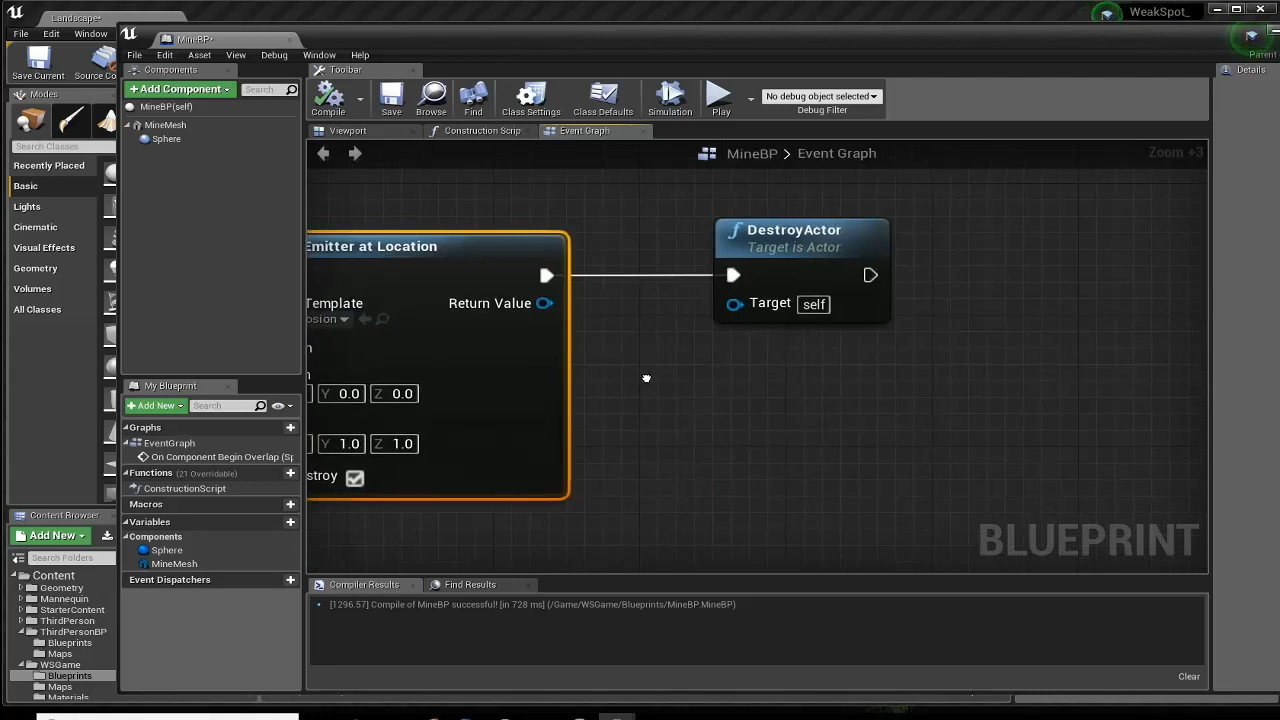 Landscape*
WeakSpot_
File Edit Window
MineBP*
Parent
File Edit Asset View Debug Window Help
Save Current
Source Co
Components
Toolbar
Details
Modes
+ Add Component
Search
MineBP(self)
MineMesh
Sphere
Compile
Save
Browse
Find
Class Settings
Class Defaults
Simulation
Play
No debug object selected
Debug Filter
Viewport
Construction Scrip
Event Graph
Search Classes
Recently Placed
Basic
Lights
Cinematic
Visual Effects
Geometry
Volumes
All Classes
MineBP > Event Graph
Zoom +3
Emitter at Location
Template
osion
Return Value
Y 0.0 Z 0.0
Y 1.0 Z 1.0
stroy
DestroyActor
Target is Actor
Target self
BLUEPRINT
My Blueprint
+ Add New
Search
Graphs
EventGraph
On Component Begin Overlap (Sp
Functions (21 Overridable)
ConstructionScript
Macros
Variables
Components
Sphere
MineMesh
Event Dispatchers
Content Browser
Add New
Search Folders
Content
Geometry
Mannequin
StarterContent
ThirdPerson
ThirdPersonBP
Blueprints
Maps
WSGame
Blueprints
Maps
Materials
Compiler Results
Find Results
[1296.57] Compile of MineBP successful! [in 728 ms] (/Game/WSGame/Blueprints/MineBP.MineBP)
Clear